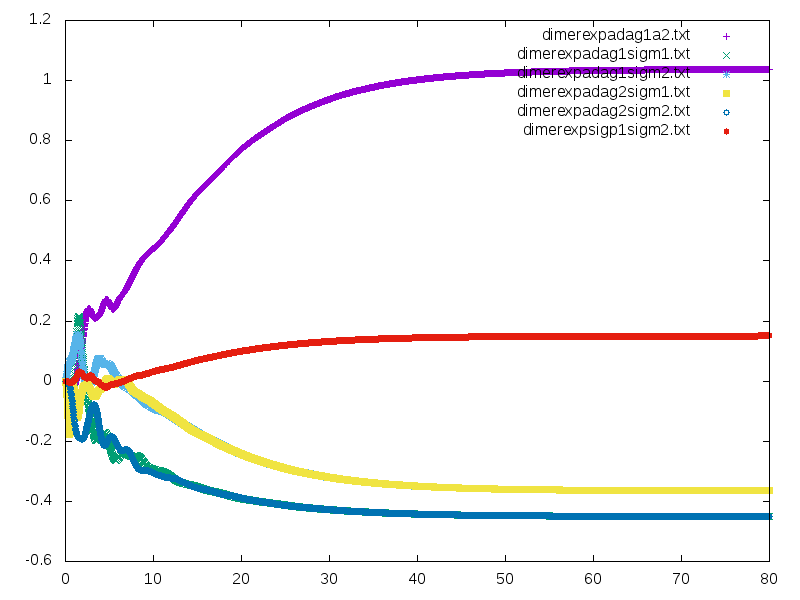 1.2
1
0.8
0.6
0.4
0.2
0
-0.2
-0.4
-0.6
0 10 20 30 40 50 60 70 80
dimerexpadag1a2.txt
dimerexpadag1sigm1.txt
dimerexpadag1sigm2.txt
dimerexpadag2sigm1.txt
dimerexpadag2sigm2.txt
dimerexpsigp1sigm2.txt